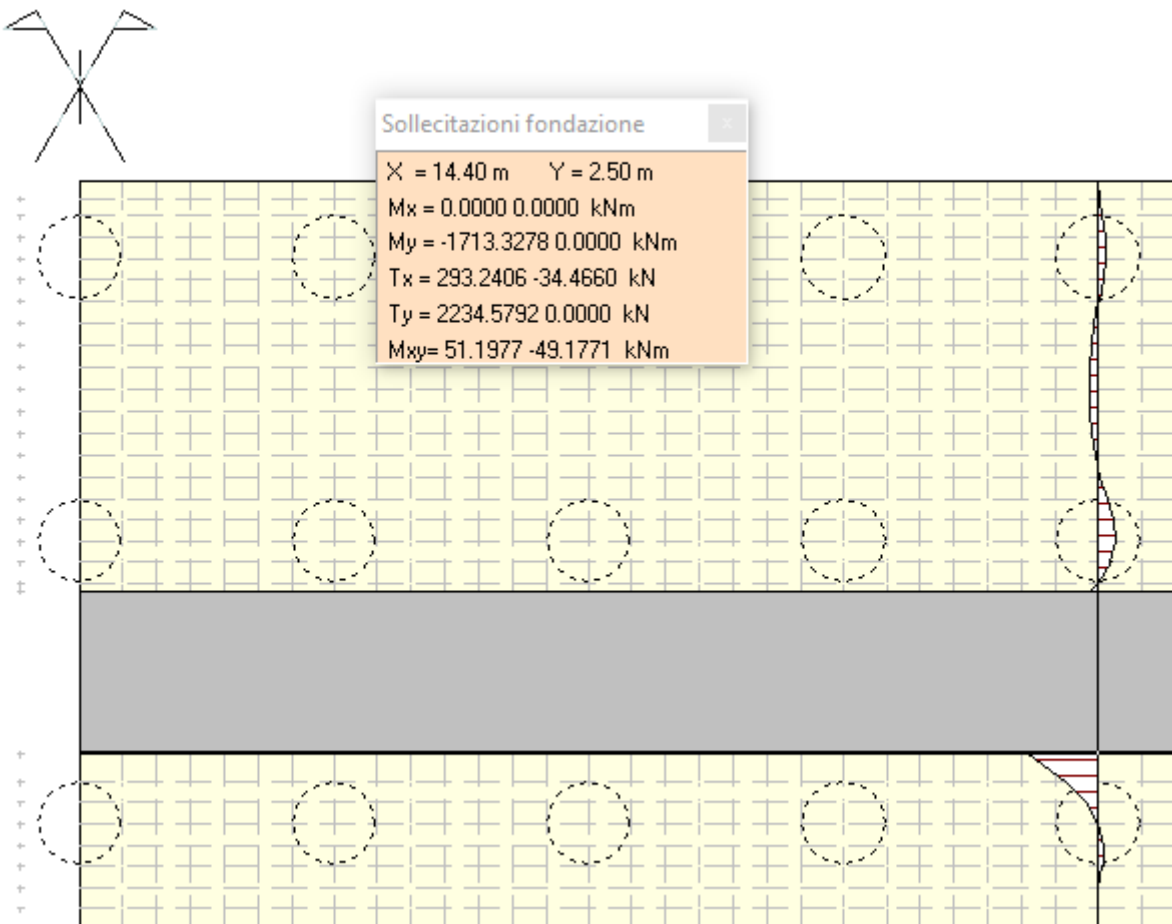 Sollecitazioni fondazione
X = 14.40 m Y = 2.50 m
Mx = 0.0000 0.0000 kNm
My = -1713.3278 0.0000 kNm
Tx = 293.2406 -34.4660 kN
Ty = 2234.5792 0.0000 kN
Mxy= 51.1977 -49.1771 kNm